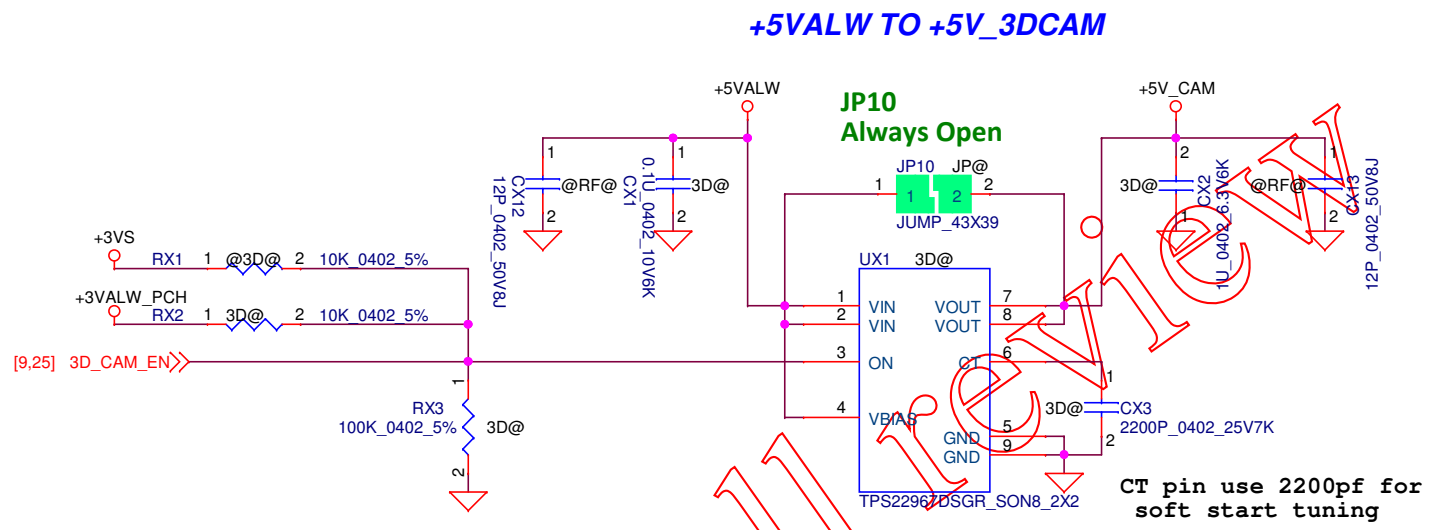 +5VALW TO +5V_3DCAM
+5VALW
JP10
Always Open
+5V_CAM
1
@RF@
2
CX12
12P_0402_50V8J
1
3D@
2
CX1
0.1U_0402_10V6K
JP10 JP@
1 1 2 2
JUMP_43X39
2
3D@
1
CX2
1U_0402_6.3V6K
1
@RF@
2
CX13
12P_0402_50V8J
+3VS
RX1 1 @3D@ 2 10K_0402_5%
+3VALW_PCH
RX2 1 3D@ 2 10K_0402_5%
[9,25] 3D_CAM_EN
1
RX3
100K_0402_5% 3D@
2
UX1 3D@
1 VIN VOUT 7
2 VIN VOUT 8
3 ON CT 6
4 VBIAS
GND 5
GND 9
TPS22967DSGR_SON8_2X2
1
3D@ CX3
2200P_0402_25V7K
2
CT pin use 2200pf for
soft start tuning
review